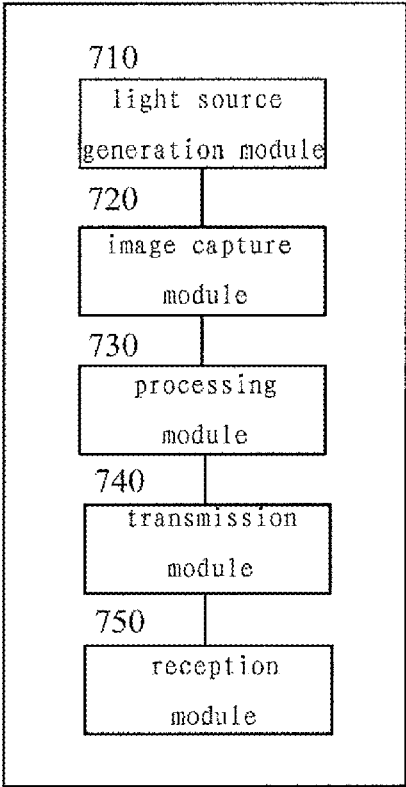 710
light source
generation module
720
image capture
module
730
processing
module
740
transmission
module
750
reception
module